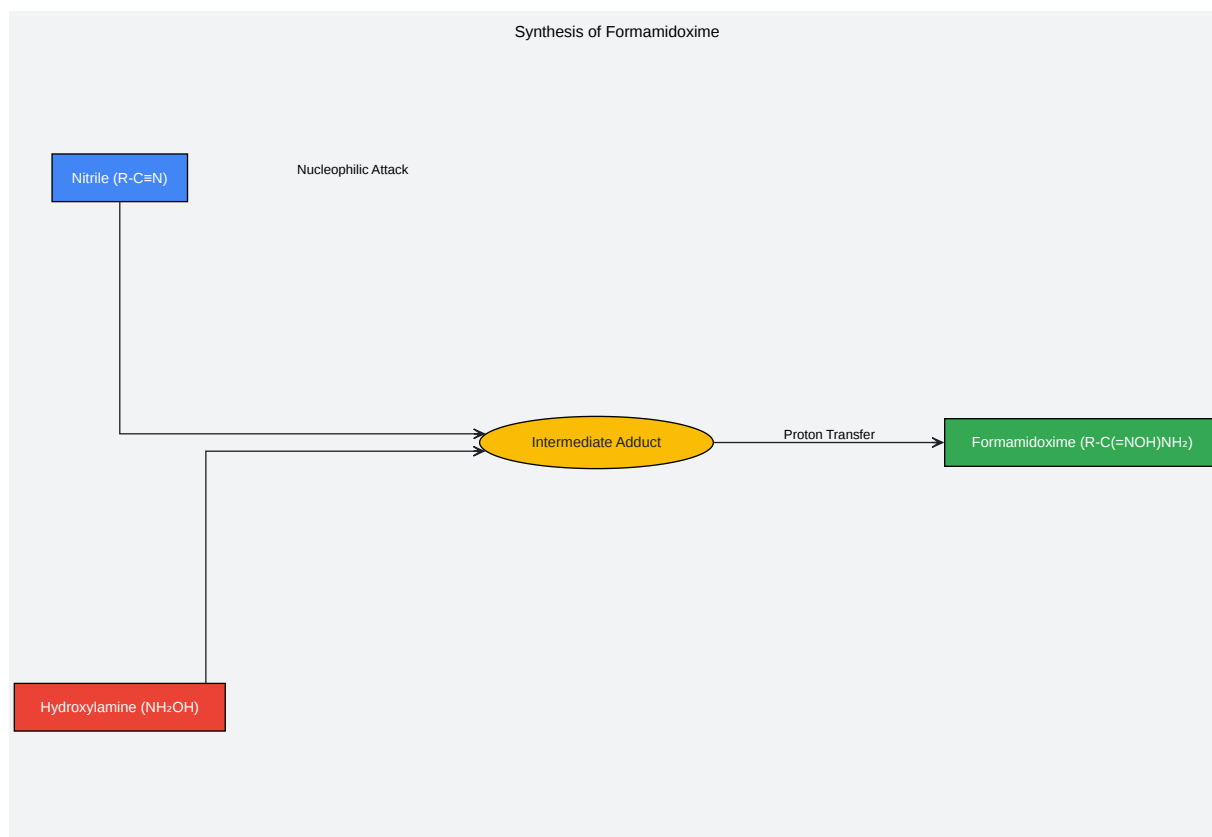 Synthesis of Formamidoxime
Nitrile (R-C≡N)
Nucleophilic Attack
Intermediate Adduct
Proton Transfer
Formamidoxime (R-C(=NOH)NH₂)
Hydroxylamine (NH₂OH)